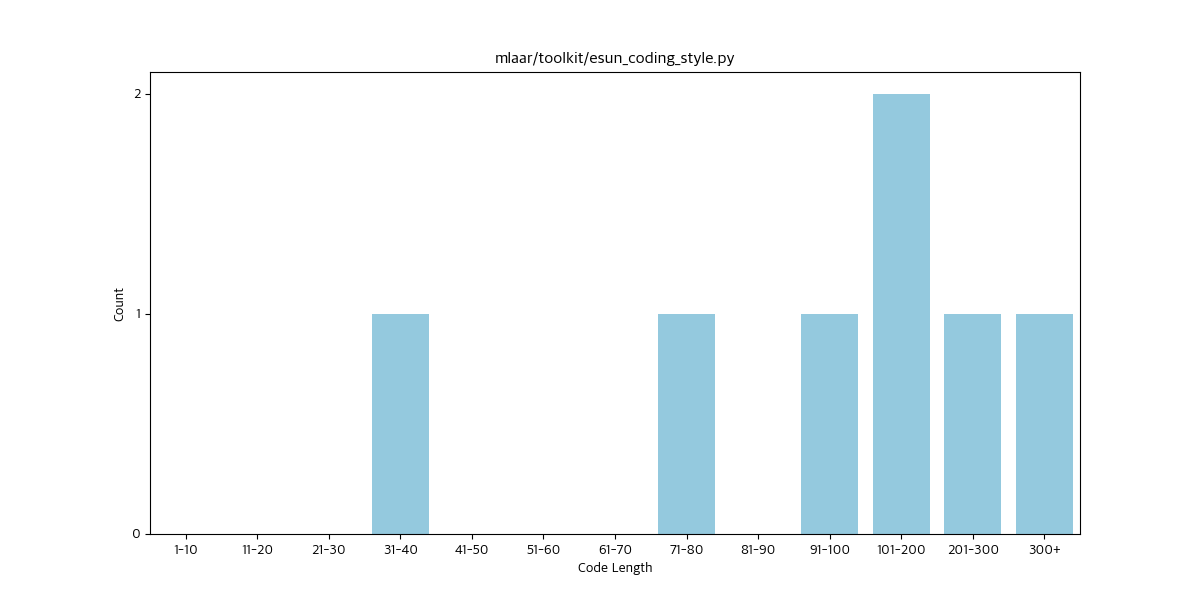 mlaar/toolkit/esun_coding_style.py
Count
2
1
0
1-10 11-20 21-30 31-40 41-50 51-60 61-70 71-80 81-90 91-100 101-200 201-300 300+
Code Length